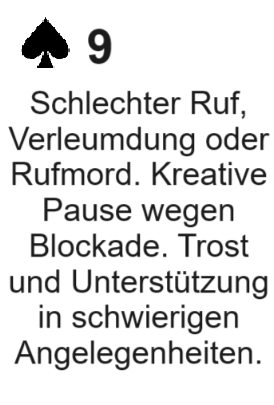 ♠ 9
Schlechter Ruf,
Verleumdung oder
Rufmord. Kreative
Pause wegen
Blockade. Trost
und Unterstützung
in schwierigen
Angelegenheiten.